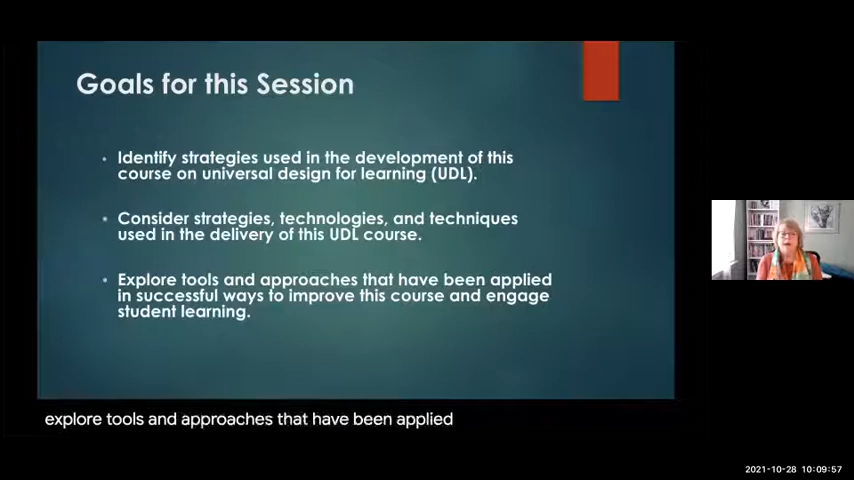 Goals for this Session
• Identify strategies used in the development of this
course on universal design for learning (UDL).
• Consider strategies, technologies, and techniques
used in the delivery of this UDL course.
• Explore tools and approaches that have been applied
in successful ways to improve this course and engage
student learning.
explore tools and approaches that have been applied
2021-10-28 10:09:57